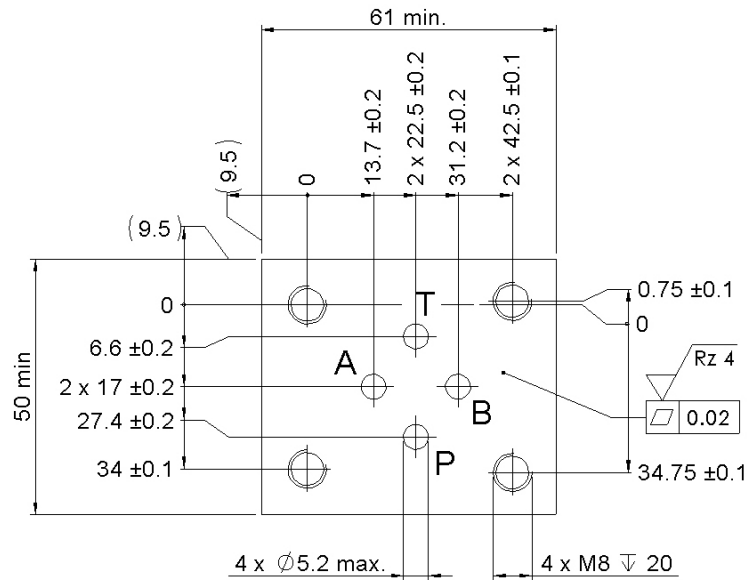 61 min.
(9.5)
0
13.7 ±0.2
2 x 22.5 ±0.2
31.2 ±0.2
2 x 42.5 ±0.1
(9.5)
0
6.6 ±0.2
2 x 17 ±0.2
27.4 ±0.2
34 ±0.1
50 min
T
A
B
P
0.75 ±0.1
0
Rz 4
0.02
34.75 ±0.1
4 x ∅5.2 max.
4 x M8 ↧ 20